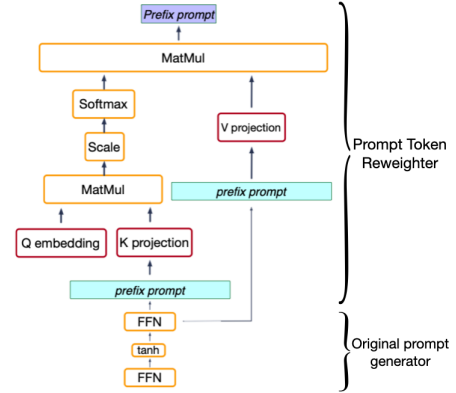 Prefix prompt
MatMul
Softmax
V projection
Scale
Prompt Token
Reweighter
MatMul
prefix prompt
Q embedding
K projection
prefix prompt
FFN
tanh
Original prompt
generator
FFN